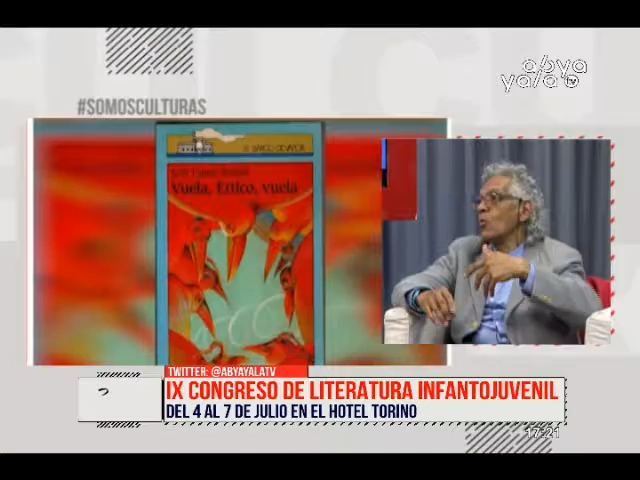 abya
yala tv
#SOMOSCULTURAS
EL BARCO DE VAPOR
Vuela, Ertico, vuela
TWITTER: @ABYAYALATV
IX CONGRESO DE LITERATURA INFANTOJUVENIL
DEL 4 AL 7 DE JULIO EN EL HOTEL TORINO
17:21